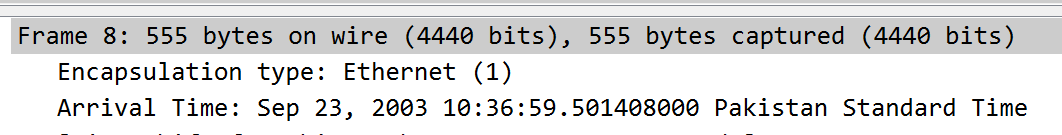 Frame 8: 555 bytes on wire (4440 bits), 555 bytes captured (4440 bits)
Encapsulation type: Ethernet (1)
Arrival Time: Sep 23, 2003 10:36:59.501408000 Pakistan Standard Time